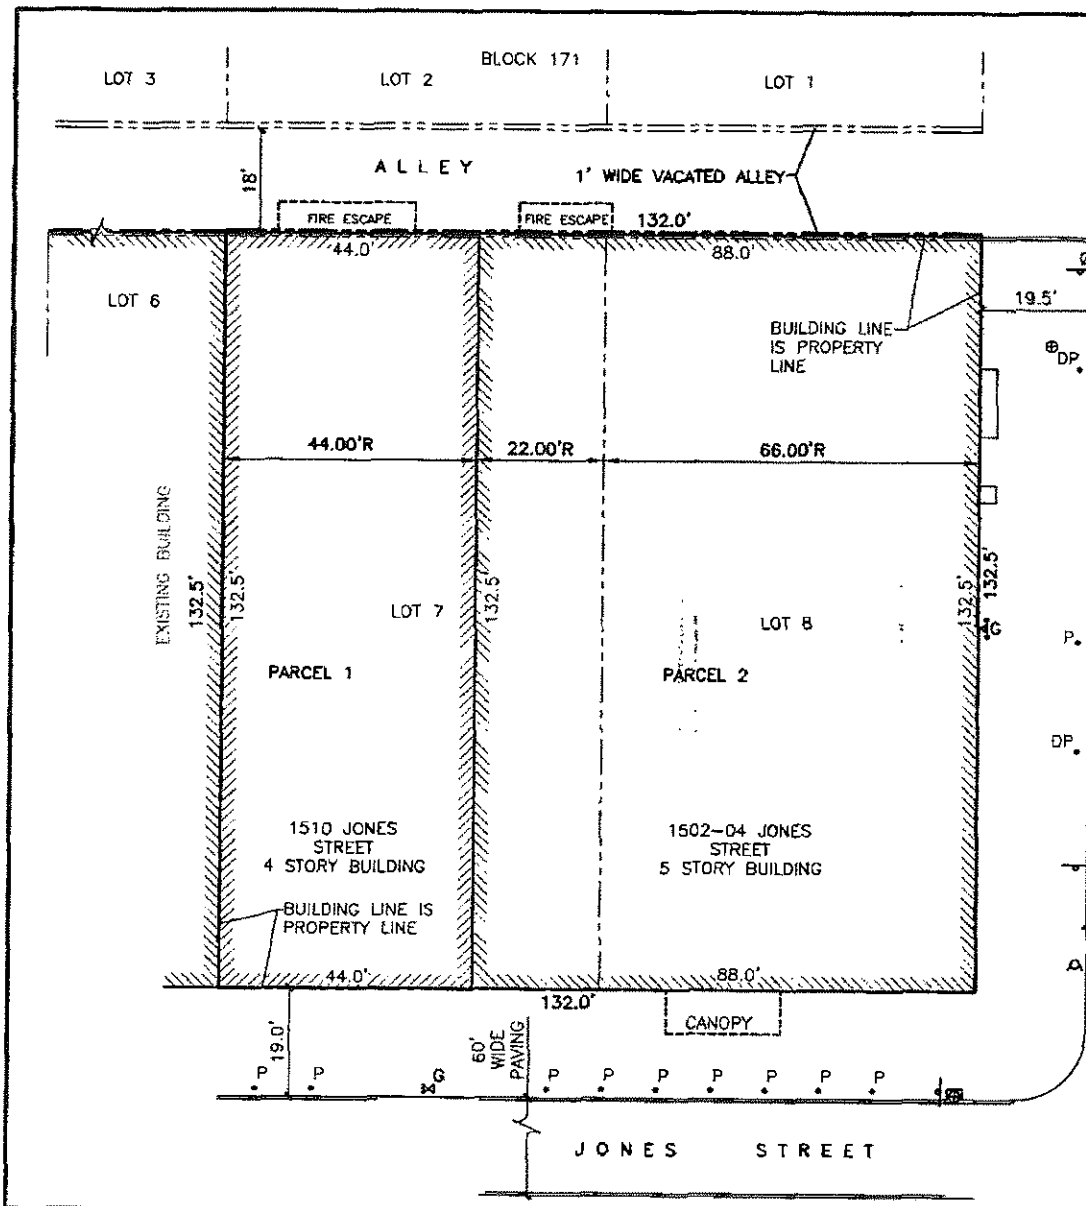 BLOCK 171
LOT 3
LOT 2
LOT 1
ALLEY
18'
1' WIDE VACATED ALLEY
FIRE ESCAPE
FIRE ESCAPE
132.0'
44.0'
88.0'
LOT 6
19.5'
BUILDING LINE
IS PROPERTY
LINE
DP
44.00'R
22.00'R
66.00'R
EXISTING BUILDING
132.5'
132.5'
132.5'
132.5'
132.5'
LOT 7
LOT 8
G
P
PARCEL 1
PARCEL 2
DP
1510 JONES
STREET
4 STORY BUILDING
1502-04 JONES
STREET
5 STORY BUILDING
BUILDING LINE IS
PROPERTY LINE
44.0'
88.0'
132.0'
CANOPY
19.0'
60'
WIDE
PAVING
P
P
G
P
P
P
P
P
P
P
JONES STREET